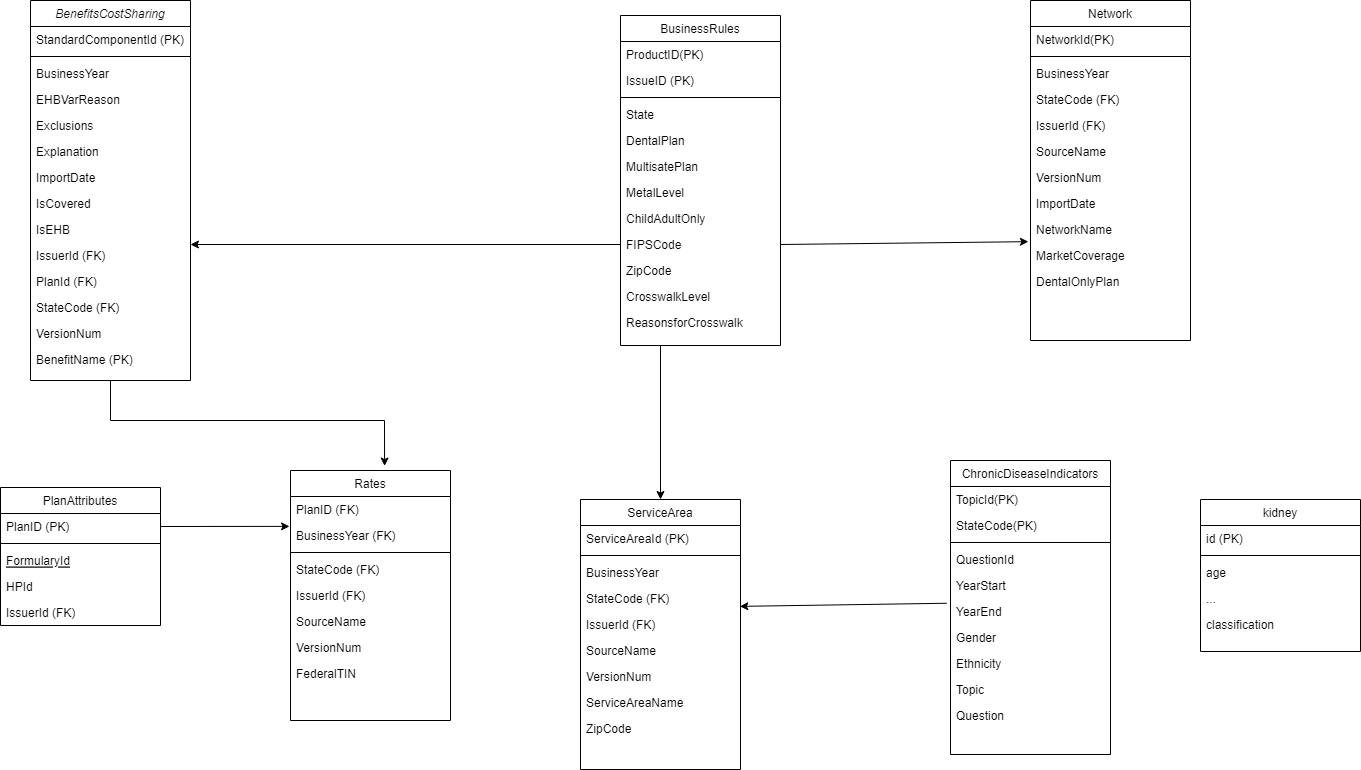 BenefitsCostSharing
StandardComponentId (PK)
BusinessYear
EHBVarReason
Exclusions
Explanation
ImportDate
IsCovered
IsEHB
IssuerId (FK)
PlanId (FK)
StateCode (FK)
VersionNum
BenefitName (PK)
BusinessRules
ProductID(PK)
IssueID (PK)
State
DentalPlan
MultisatePlan
MetalLevel
ChildAdultOnly
FIPSCode
ZipCode
CrosswalkLevel
ReasonsforCrosswalk
Network
NetworkId(PK)
BusinessYear
StateCode (FK)
IssuerId (FK)
SourceName
VersionNum
ImportDate
NetworkName
MarketCoverage
DentalOnlyPlan
PlanAttributes
PlanID (PK)
FormularyId
HPId
IssuerId (FK)
Rates
PlanID (FK)
BusinessYear (FK)
StateCode (FK)
IssuerId (FK)
SourceName
VersionNum
FederalTIN
ServiceArea
ServiceAreaId (PK)
BusinessYear
StateCode (FK)
IssuerId (FK)
SourceName
VersionNum
ServiceAreaName
ZipCode
ChronicDiseaseIndicators
TopicId(PK)
StateCode(PK)
QuestionId
YearStart
YearEnd
Gender
Ethnicity
Topic
Question
kidney
id (PK)
age
...
classification